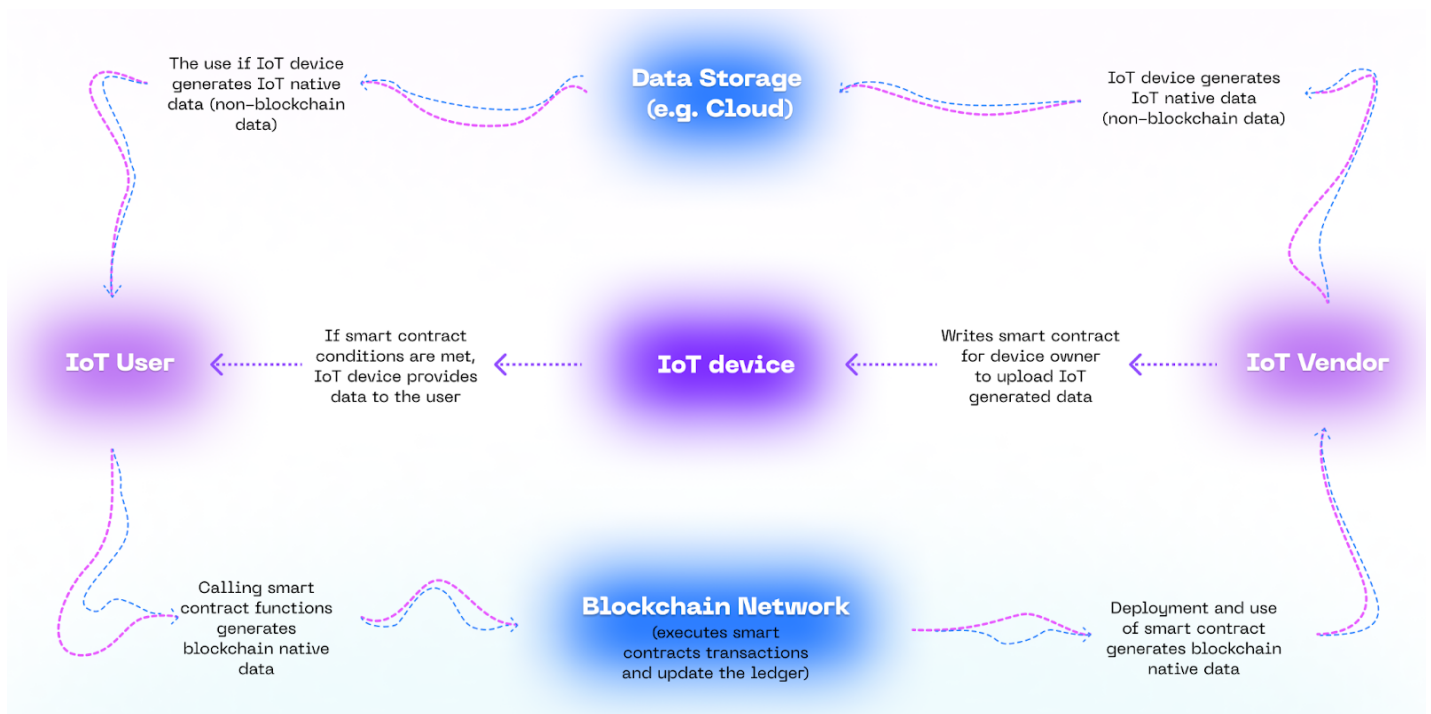 The use if IoT device
generates IoT native
data (non-blockchain
data)
Data Storage
(e.g. Cloud)
IoT device generates
IoT native data
(non-blockchain data)
IoT User
If smart contract
conditions are met,
IoT device provides
data to the user
IoT device
Writes smart contract
for device owner
to upload IoT
generated data
IoT Vendor
Calling smart
contract functions
generates
blockchain native
data
Blockchain Network
(executes smart
contracts transactions
and update the ledger)
Deployment and use
of smart contract
generates blockchain
native data